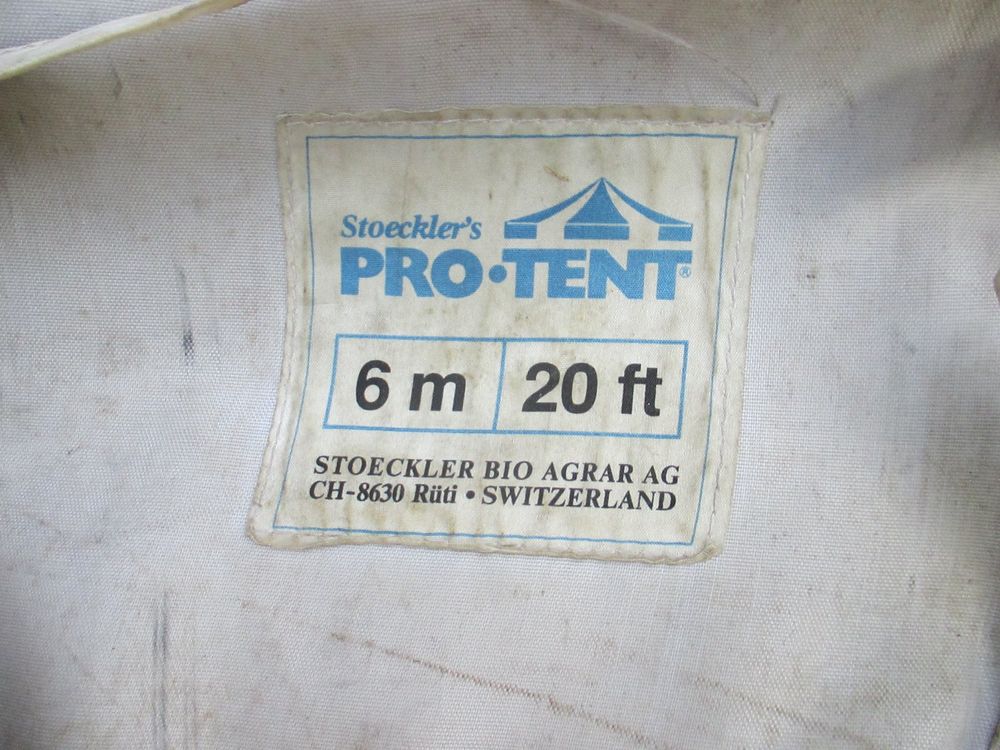 Stoeckler's
PRO·TENT®
6 m 20 ft
STOECKLER BIO AGRAR AG
CH-8630 Rüti • SWITZERLAND